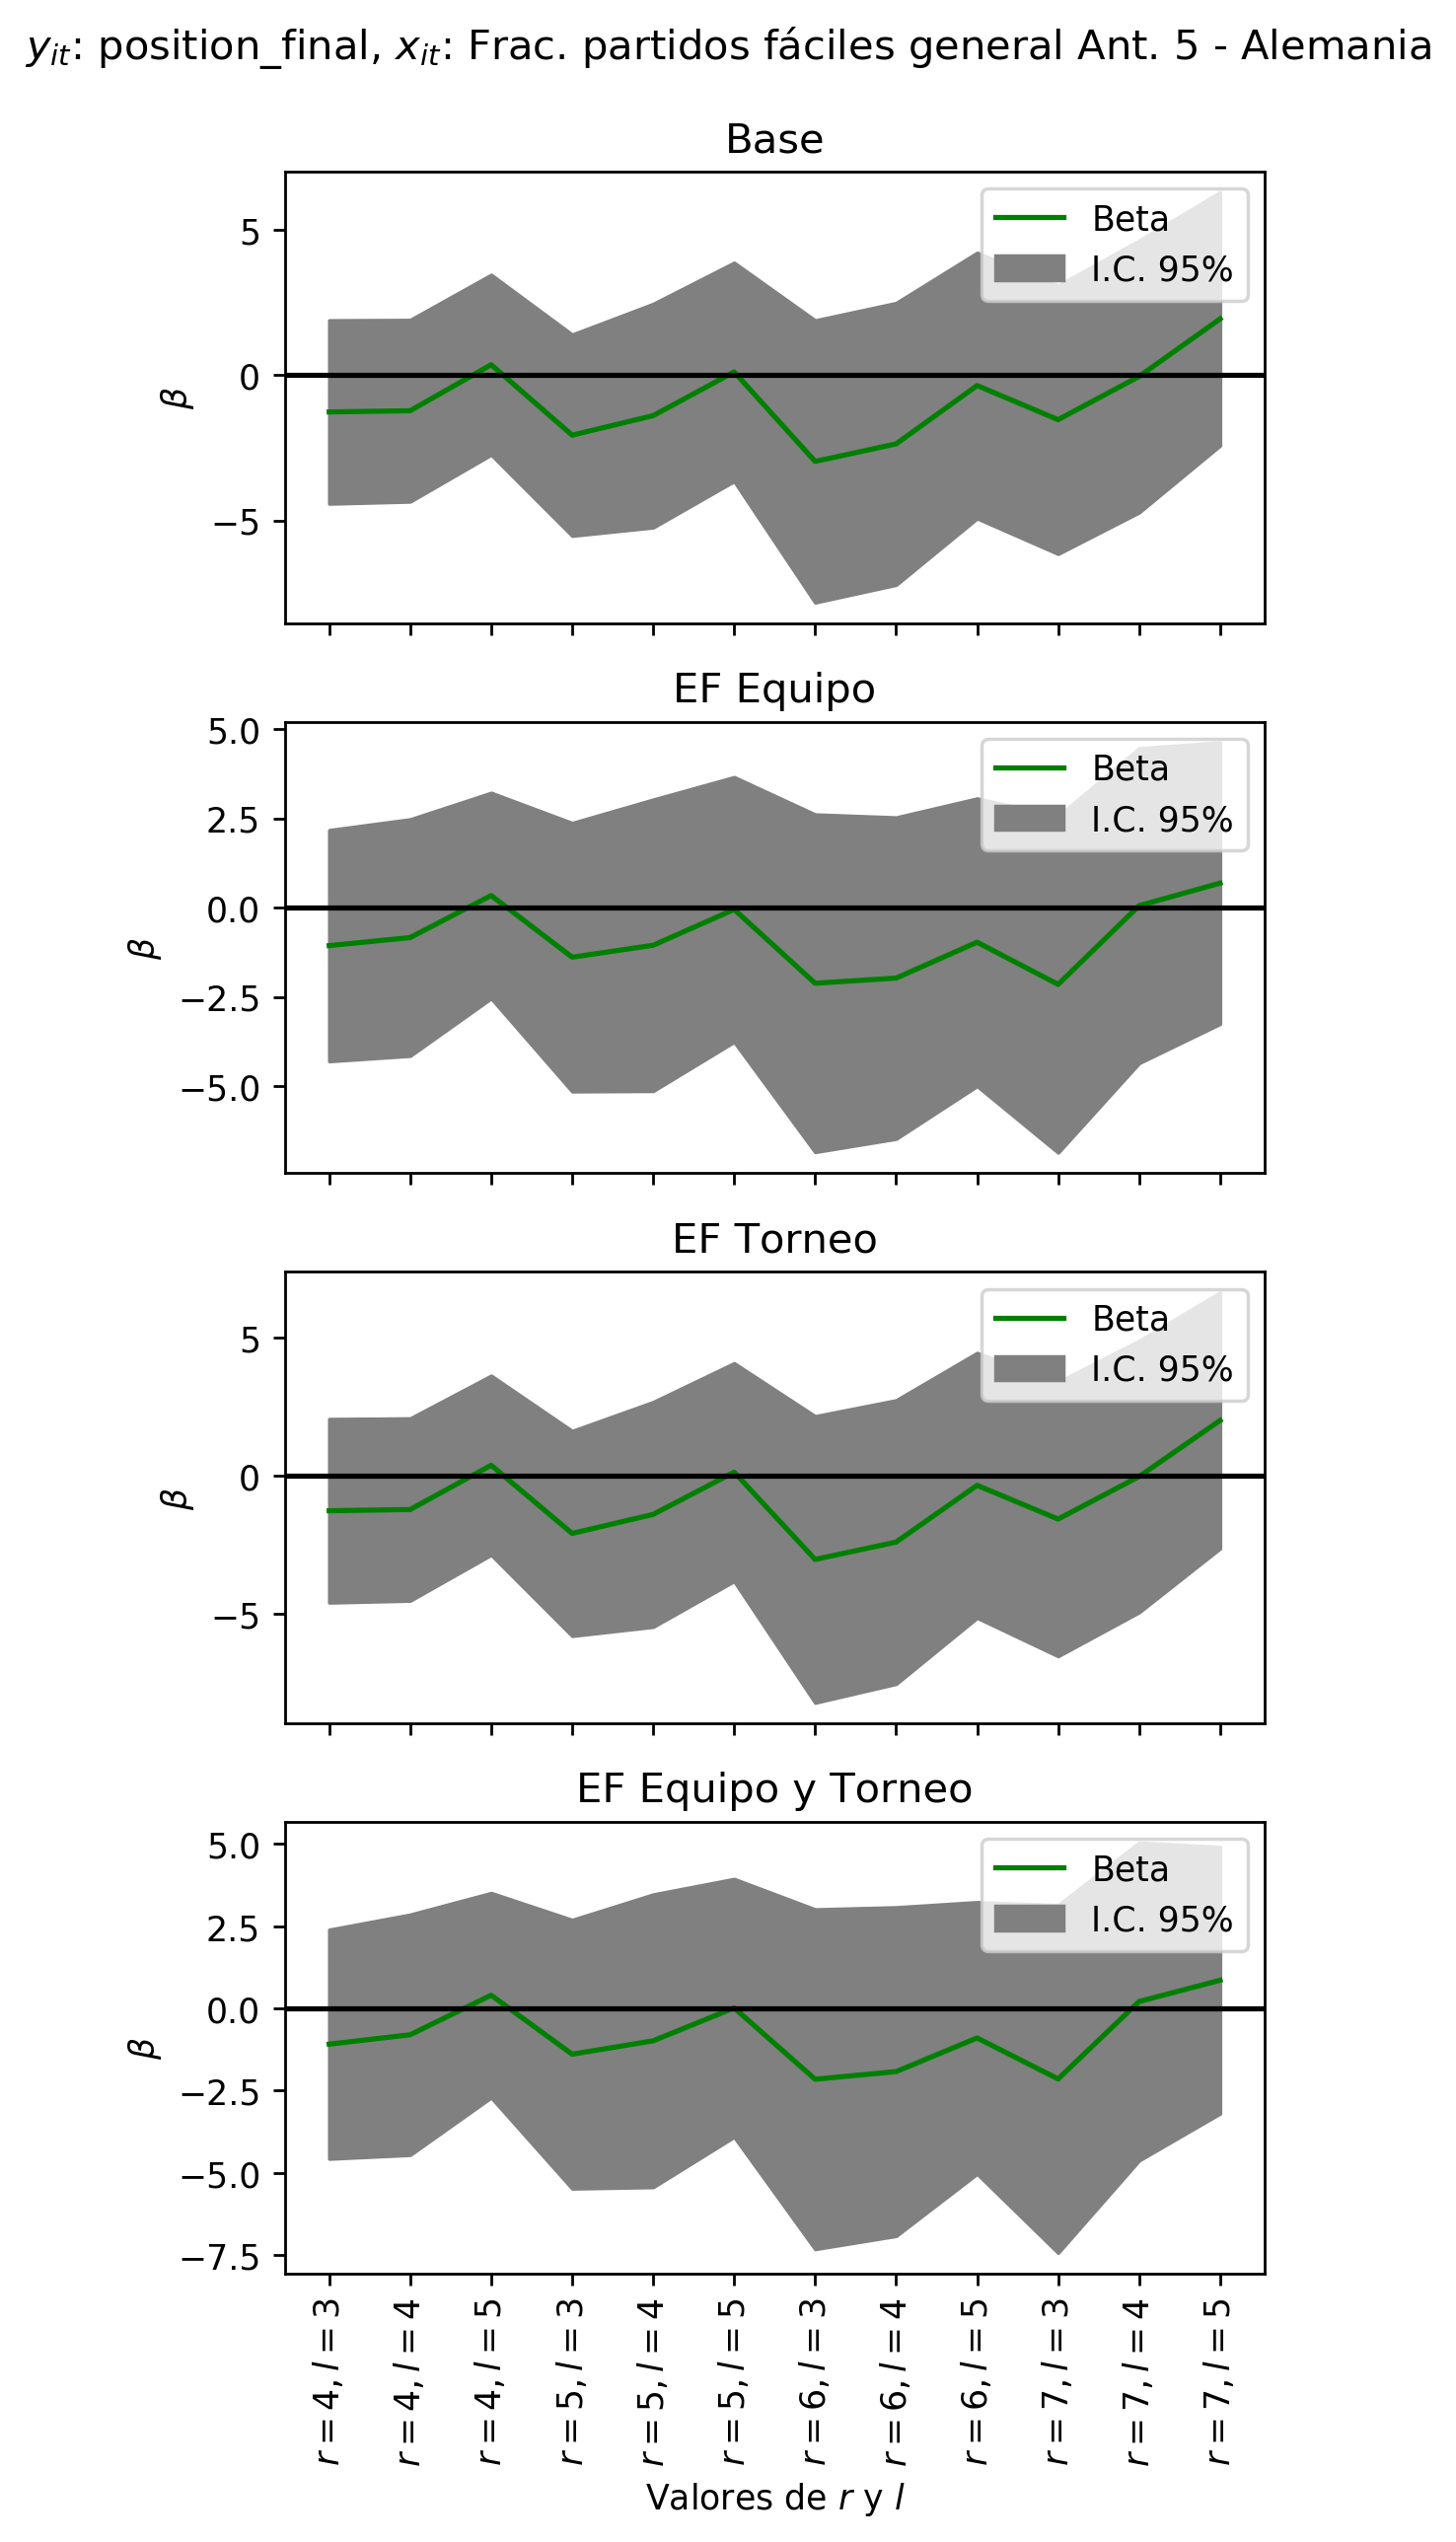 y_it: position_final, x_it: Frac. partidos fáciles general Ant. 5 - Alemania
Base
5
0
−5
β
Beta
I.C. 95%
EF Equipo
5.0
2.5
0.0
−2.5
−5.0
β
Beta
I.C. 95%
EF Torneo
5
0
−5
β
Beta
I.C. 95%
EF Equipo y Torneo
5.0
2.5
0.0
−2.5
−5.0
−7.5
β
Beta
I.C. 95%
r = 4, l = 3
r = 4, l = 4
r = 4, l = 5
r = 5, l = 3
r = 5, l = 4
r = 5, l = 5
r = 6, l = 3
r = 6, l = 4
r = 6, l = 5
r = 7, l = 3
r = 7, l = 4
r = 7, l = 5
Valores de r y l